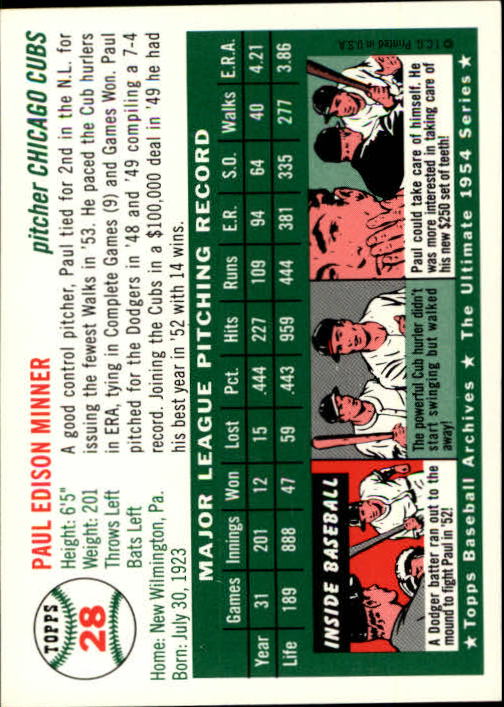 TOPPS
28
PAUL EDISON MINNER
pitcher CHICAGO CUBS
Height: 6'5"
Weight: 201
Throws Left
Bats Left
Home: New Wilmington, Pa.
Born: July 30, 1923
A good control pitcher, Paul tied for 2nd in the N.L. for
issuing the fewest Walks in '53. He paced the Cub hurlers
in ERA, tying in Complete Games (9) and Games Won. Paul
pitched for the Dodgers in '48 and '49 compiling a 7-4
record. Joining the Cubs in a $100,000 deal in '49 he had
his best year in '52 with 14 wins.
MAJOR LEAGUE PITCHING RECORD
Games Innings Won Lost Pct. Hits Runs E.R. S.O. Walks E.R.A.
Year 31 201 12 15 .444 227 109 94 64 40 4.21
Life 189 888 47 59 .443 959 444 381 335 277 3.86
INSIDE BASEBALL
A Dodger batter ran out to the
mound to fight Paul in '52!
The powerful Cub hurler didn't
start swinging but walked
away!
Paul could take care of himself. He
was more interested in taking care of
his new $250 set of teeth!
© T.C.G. Printed in U.S.A.
★ Topps Baseball Archives ★ The Ultimate 1954 Series ★